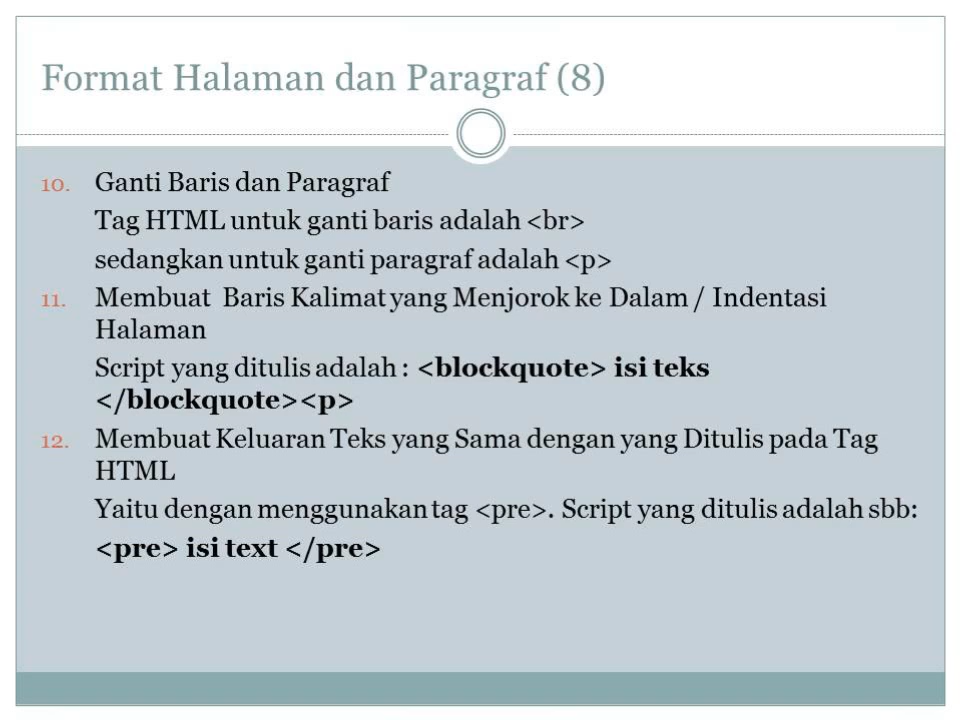 Format Halaman dan Paragraf (8)
10. Ganti Baris dan Paragraf
Tag HTML untuk ganti baris adalah <br>
sedangkan untuk ganti paragraf adalah <p>
11. Membuat  Baris Kalimat yang Menjorok ke Dalam / Indentasi
Halaman
Script yang ditulis adalah : <blockquote> isi teks
</blockquote><p>
12. Membuat Keluaran Teks yang Sama dengan yang Ditulis pada Tag
HTML
Yaitu dengan menggunakan tag <pre>. Script yang ditulis adalah sbb:
<pre> isi text </pre>